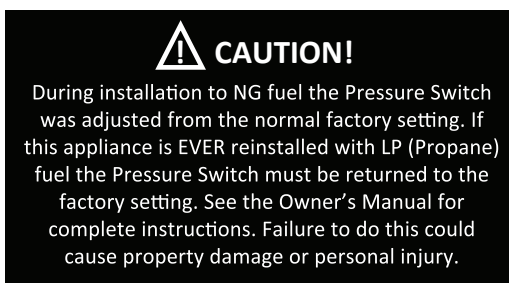 ! CAUTION!
During installation to NG fuel the Pressure Switch
was adjusted from the normal factory setting. If
this appliance is EVER reinstalled with LP (Propane)
fuel the Pressure Switch must be returned to the
factory setting. See the Owner's Manual for
complete instructions. Failure to do this could
cause property damage or personal injury.